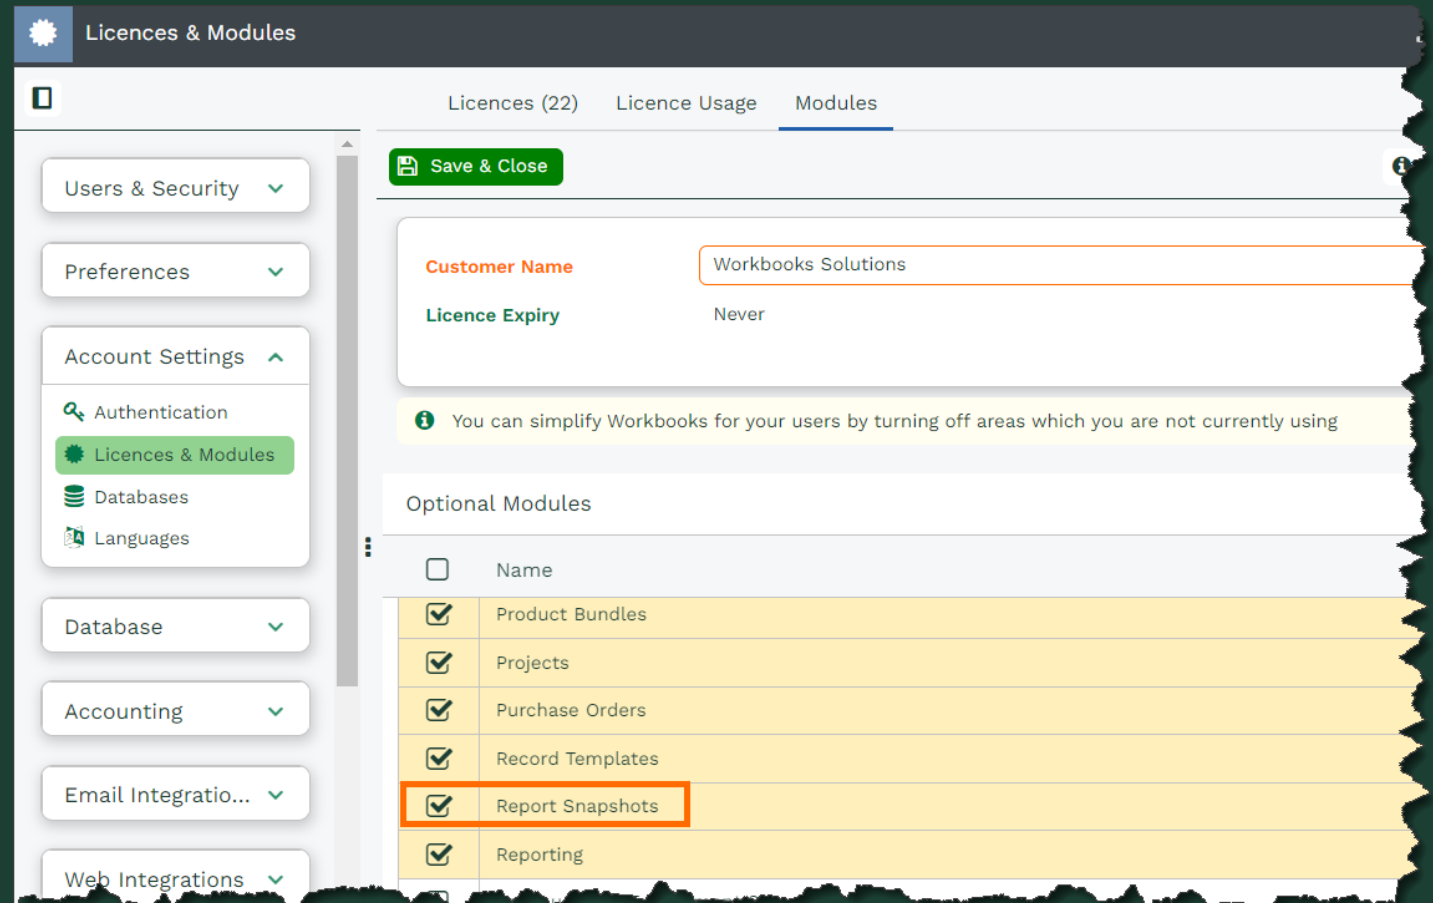 Licences & Modules
Licences (22)
Licence Usage
Modules
Save & Close
Users & Security
Preferences
Account Settings
Authentication
Licences & Modules
Databases
Languages
Database
Accounting
Email Integratio...
Web Integrations
Customer Name
Workbooks Solutions
Licence Expiry
Never
You can simplify Workbooks for your users by turning off areas which you are not currently using
Optional Modules
Name
Product Bundles
Projects
Purchase Orders
Record Templates
Report Snapshots
Reporting